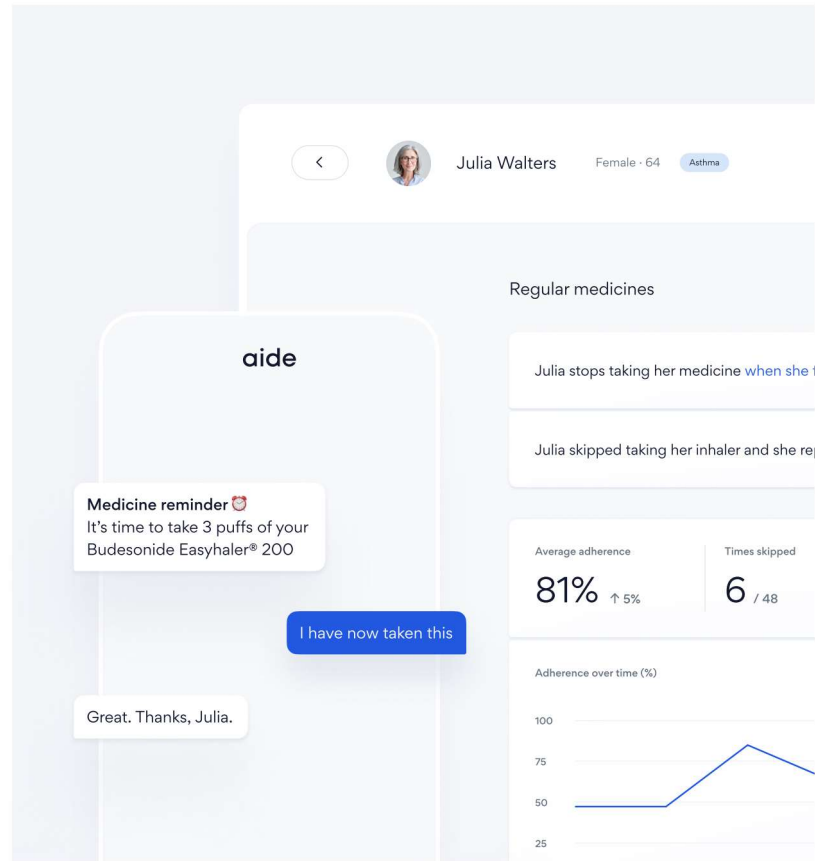 Julia Walters
Female · 64
Asthma
Regular medicines
Julia stops taking her medicine when she
Julia skipped taking her inhaler and she
Average adherence
81% ↑ 5%
Times skipped
6 / 48
Adherence over time (%)
100
75
50
25
aide
Medicine reminder ⏰
It's time to take 3 puffs of your
Budesonide Easyhaler® 200
I have now taken this
Great. Thanks, Julia.